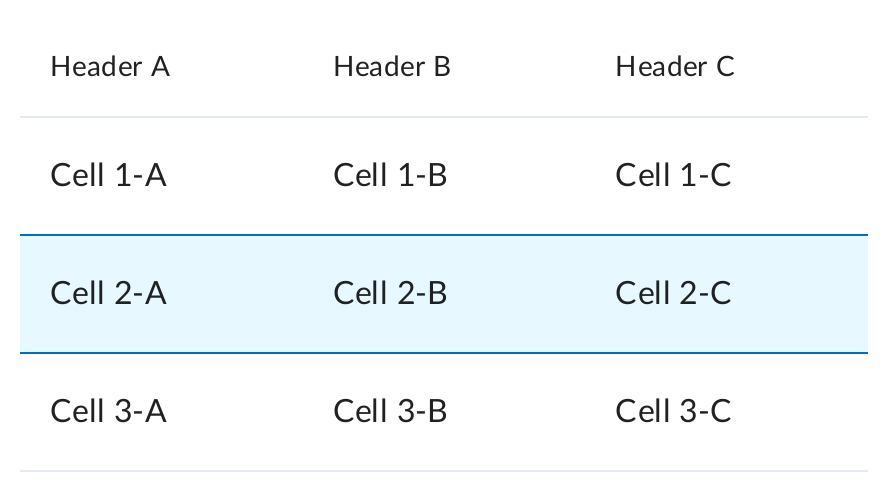 Header A Header B Header C
Cell 1-A Cell 1-B Cell 1-C
Cell 2-A Cell 2-B Cell 2-C
Cell 3-A Cell 3-B Cell 3-C